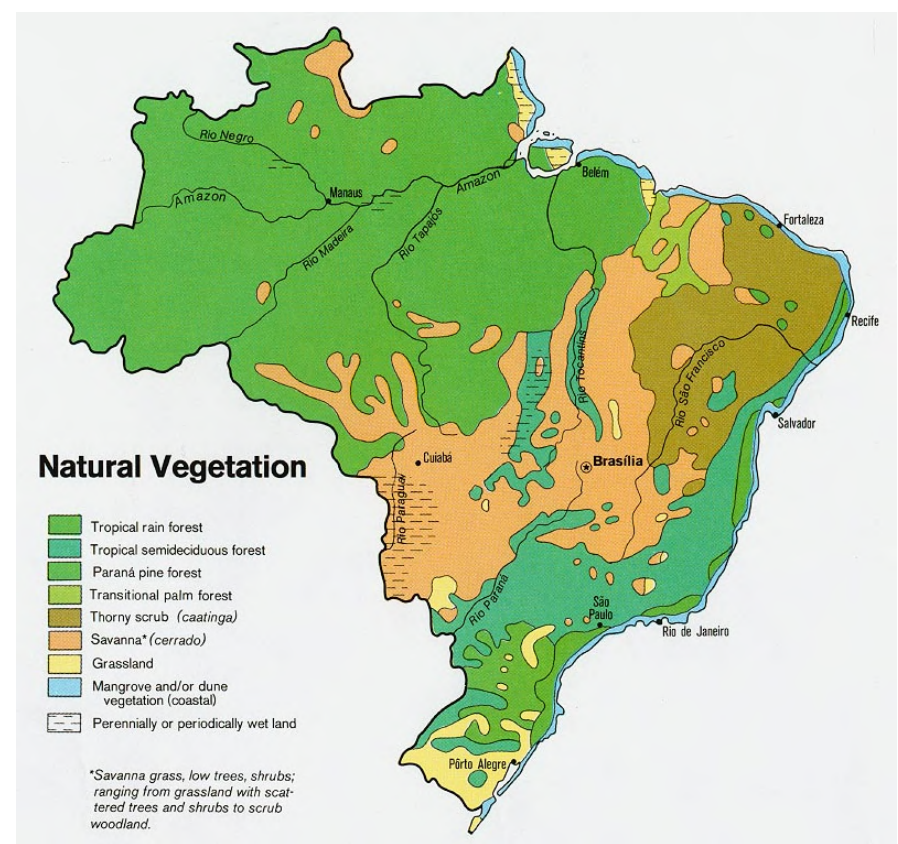 Rio Negro
Manaus
Amazon
Amazon
Belém
Rio Madeira
Rio Tapajós
Fortaleza
Recife
Rio Tocantins
Rio São Francisco
Salvador
Cuiabá
Brasília
Rio Paraguai
Rio Paraná
São
Paulo
Rio de Janeiro
Pôrto Alegre
Natural Vegetation
Tropical rain forest
Tropical semideciduous forest
Paraná pine forest
Transitional palm forest
Thorny scrub (caatinga)
Savanna* (cerrado)
Grassland
Mangrove and/or dune
vegetation (coastal)
Perennially or periodically wet land
*Savanna grass, low trees, shrubs;
ranging from grassland with scat-
tered trees and shrubs to scrub
woodland.